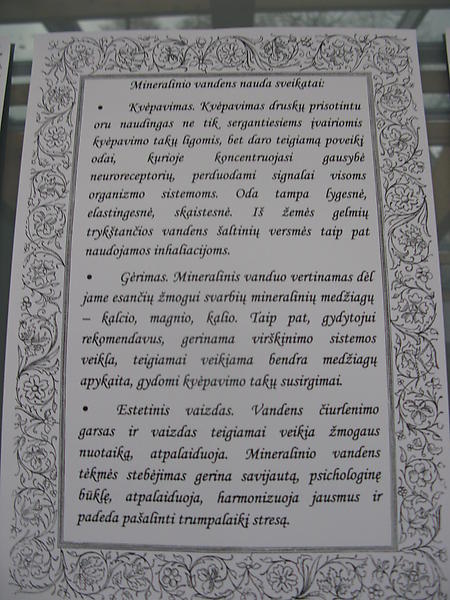 Mineralinio vandens nauda sveikatai:
• Kvėpavimas. Kvėpavimas druskų prisotintu
oru naudingas ne tik sergantiesiems įvairiomis
kvėpavimo takų ligomis, bet daro teigiamą poveikį
odai, kurioje koncentruojasi gausybė
neuroreceptorių, perduodami signalai visoms
organizmo sistemoms. Oda tampa lygesnė,
elastingesnė, skaistesnė. Iš žemės gelmių
trykštančios vandens šaltinių versmės taip pat
naudojamos inhaliacijoms.
• Gėrimas. Mineralinis vanduo vertinamas dėl
jame esančių žmogui svarbių mineralinių medžiagų
– kalcio, magnio, kalio. Taip pat, gydytojui
rekomendavus, gerinama virškinimo sistemos
veikla, teigiamai veikiama bendra medžiagų
apykaita, gydomi kvėpavimo takų susirgimai.
• Estetinis vaizdas. Vandens čiurlenimo
garsas ir vaizdas teigiamai veikia žmogaus
nuotaiką, atpalaiduoja. Mineralinio vandens
tėkmės stebėjimas gerina savijautą, psichologinę
būklę, atpalaiduoja, harmonizuoja jausmus ir
padeda pašalinti trumpalaikį stresą.